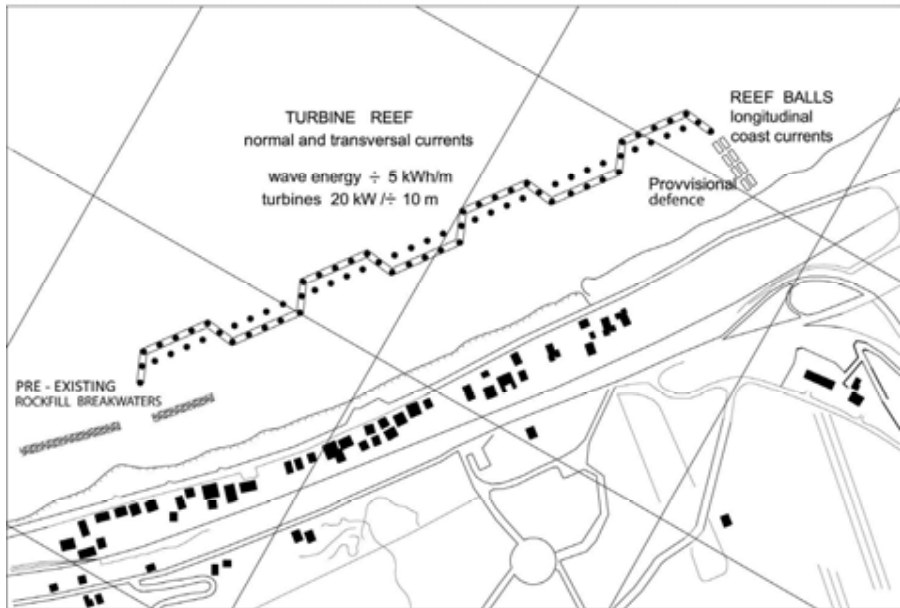 TURBINE REEF
normal and transversal currents
wave energy ÷ 5 kWh/m
turbines 20 kW /÷ 10 m
REEF BALLS
longitudinal
coast currents
Provvisional
defence
PRE - EXISTING
ROCKFILL BREAKWATERS